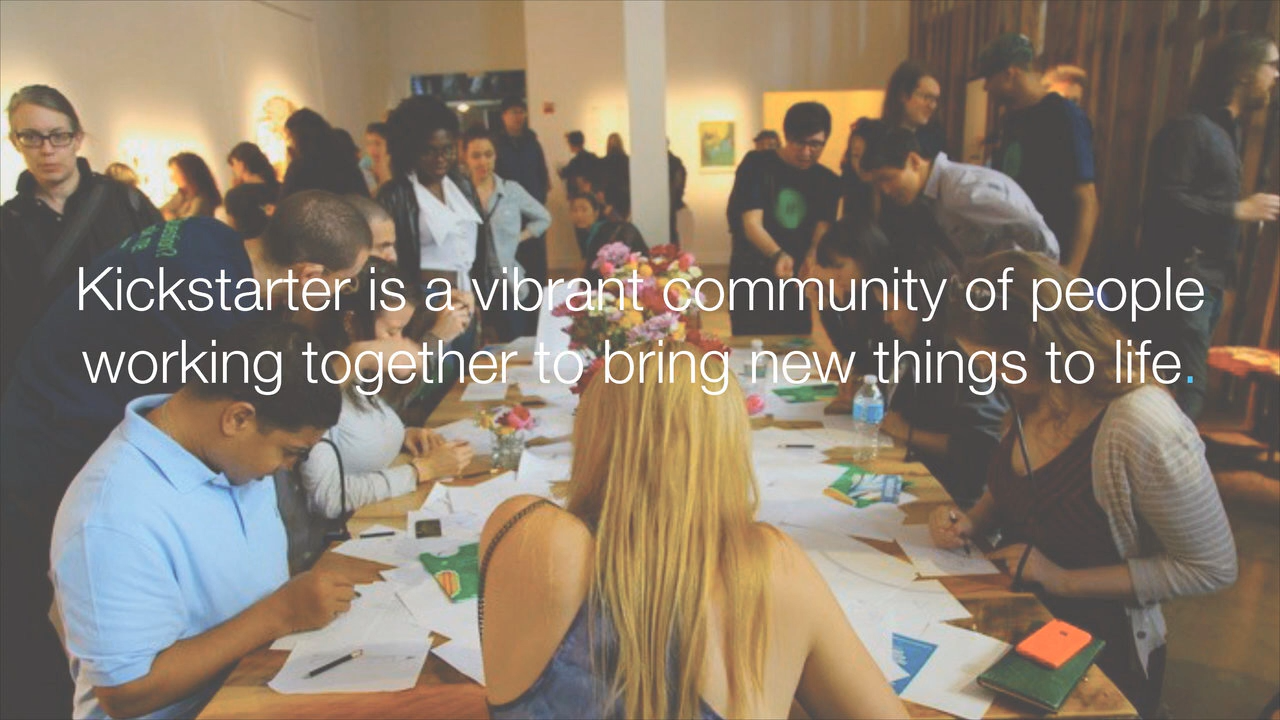 Kickstarter is a vibrant community of people
working together to bring new things to life.